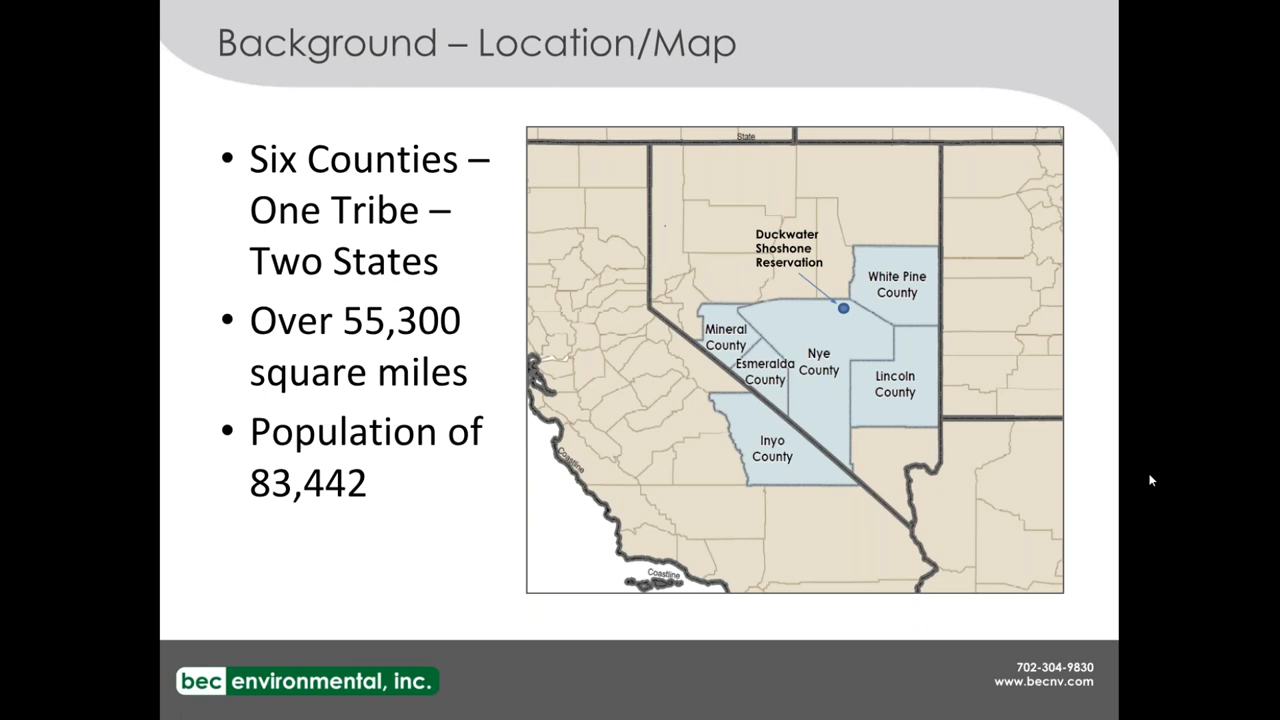 Background – Location/Map
• Six Counties –
One Tribe –
Two States
• Over 55,300
square miles
• Population of
83,442
State
Duckwater
Shoshone
Reservation
White Pine
County
Mineral
County
Esmeralda
County
Nye
County
Lincoln
County
Inyo
County
Coastline
Coastline
bec environmental, inc.
702-304-9830
www.becnv.com